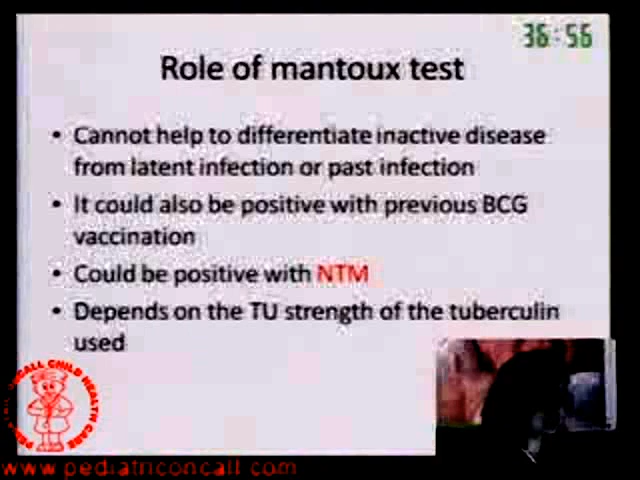 36:56
Role of mantoux test
• Cannot help to differentiate inactive disease
from latent infection or past infection
• It could also be positive with previous BCG
vaccination
• Could be positive with NTM
• Depends on the TU strength of the tuberculin
used
CHILD HEALTH CARE
www.pediatriconcall.com